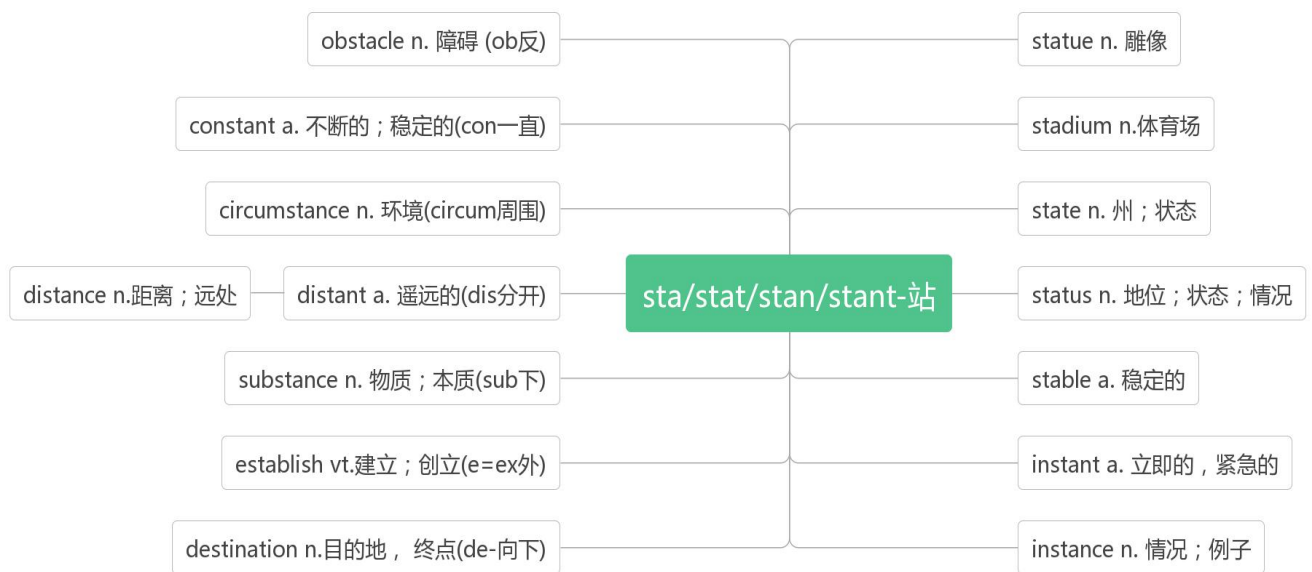 obstacle n. 障碍 (ob反)
constant a. 不断的；稳定的(con一直)
circumstance n. 环境(circum周围)
distance n.距离；远处
distant a. 遥远的(dis分开)
substance n. 物质；本质(sub下)
establish vt.建立；创立(e=ex外)
destination n.目的地， 终点(de-向下)
sta/stat/stan/stant-站
statue n. 雕像
stadium n.体育场
state n. 州；状态
status n. 地位；状态；情况
stable a. 稳定的
instant a. 立即的，紧急的
instance n. 情况；例子